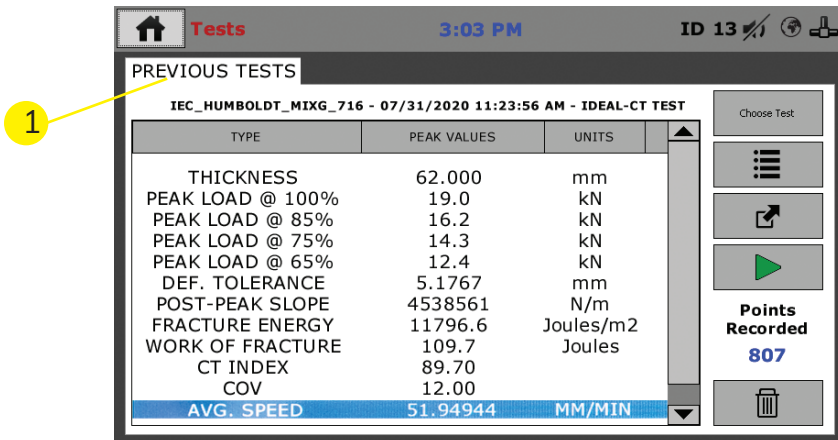 Tests 3:03 PM ID 13
PREVIOUS TESTS
1
IEC_HUMBOLDT_MIXG_716 - 07/31/2020 11:23:56 AM - IDEAL-CT TEST
Choose Test
TYPE PEAK VALUES UNITS
THICKNESS 62.000 mm
PEAK LOAD @ 100% 19.0 kN
PEAK LOAD @ 85% 16.2 kN
PEAK LOAD @ 75% 14.3 kN
PEAK LOAD @ 65% 12.4 kN
DEF. TOLERANCE 5.1767 mm
POST-PEAK SLOPE 4538561 N/m
FRACTURE ENERGY 11796.6 Joules/m2
WORK OF FRACTURE 109.7 Joules
CT INDEX 89.70
COV 12.00
AVG. SPEED 51.94944 MM/MIN
Points
Recorded
807